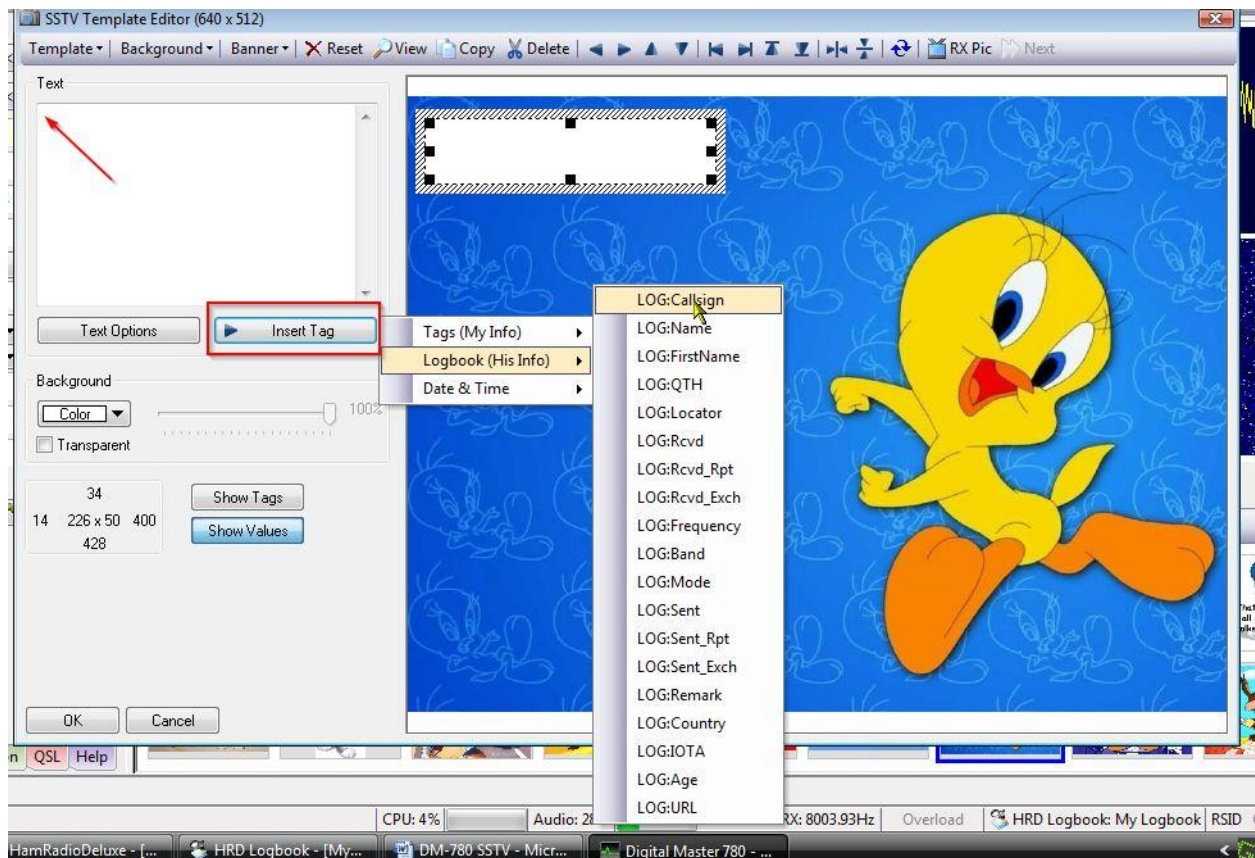 SSTV Template Editor (640 x 512)
Template Background Banner Reset View Copy Delete RX Pic Next
Text
Text Options
Insert Tag
Tags (My Info)
Logbook (His Info)
Date & Time
LOG:Callsign
LOG:Name
LOG:FirstName
LOG:QTH
LOG:Locator
LOG:Rcvd
LOG:Rcvd_Rpt
LOG:Rcvd_Exch
LOG:Frequency
LOG:Band
LOG:Mode
LOG:Sent
LOG:Sent_Rpt
LOG:Sent_Exch
LOG:Remark
LOG:Country
LOG:IOTA
LOG:Age
LOG:URL
Background
Color
100%
Transparent
34
14 226 x 50 400
428
Show Tags
Show Values
OK Cancel
n QSL Help
CPU: 4% Audio: 28 RX: 8003.93Hz Overload HRD Logbook: My Logbook RSID
HamRadioDeluxe - [... HRD Logbook - [My... DM-780 SSTV - Micr... Digital Master 780 - ...